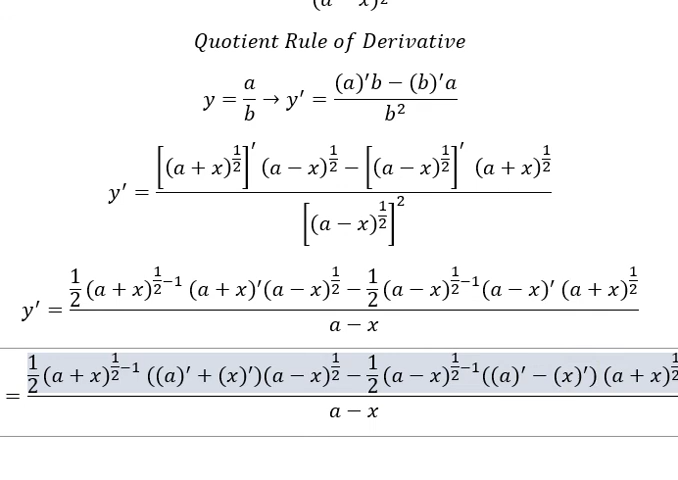 (a − x)^2
Quotient Rule of Derivative
y = a/b → y′ = ((a)′b − (b)′a)/b²
y′ = ([(a + x)^(1/2)]′ (a − x)^(1/2) − [(a − x)^(1/2)]′ (a + x)^(1/2))/[(a − x)^(1/2)]²
y′ = (1/2 (a + x)^(1/2−1) (a + x)′(a − x)^(1/2) − 1/2 (a − x)^(1/2−1)(a − x)′ (a + x)^(1/2))/(a − x)
= (1/2 (a + x)^(1/2−1) ((a)′ + (x)′)(a − x)^(1/2) − 1/2 (a − x)^(1/2−1)((a)′ − (x)′) (a + x)^(1/2))/(a − x)